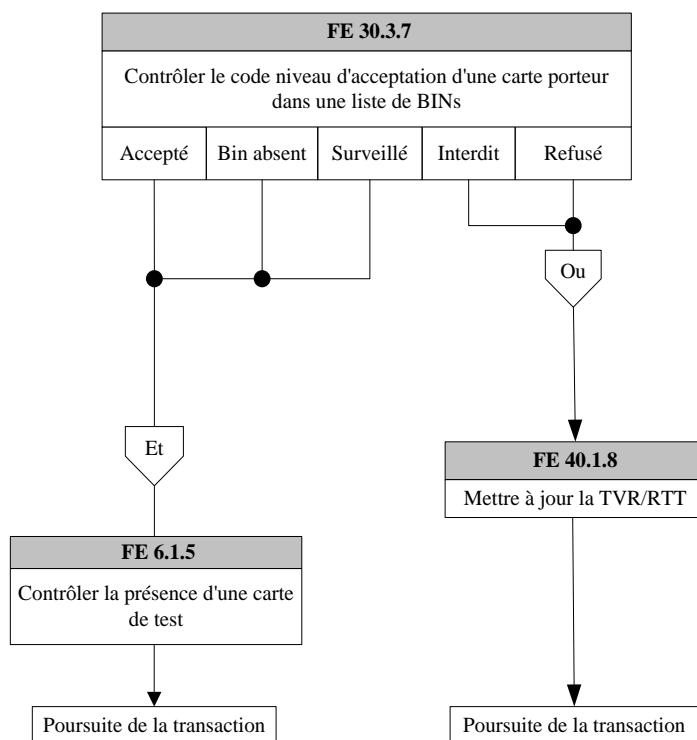 FE 30.3.7
Contrôler le code niveau d'acceptation d'une carte porteur
dans une liste de BINs
Accepté
Bin absent
Surveillé
Interdit
Refusé
Ou
Et
FE 40.1.8
Mettre à jour la TVR/RTT
FE 6.1.5
Contrôler la présence d'une carte
de test
Poursuite de la transaction
Poursuite de la transaction